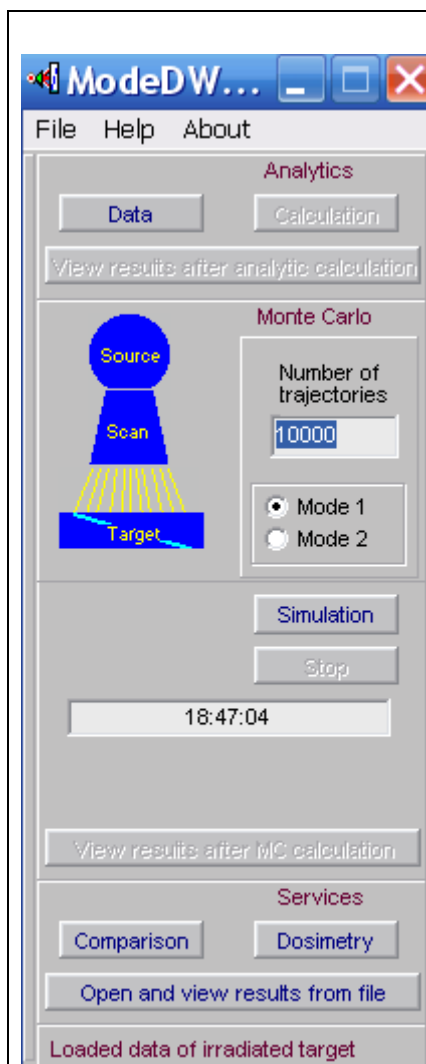 ModeDW...
File Help About
Analytics
Data Calculation
View results after analytic calculation
Monte Carlo
Source
Scan
Target
Number of
trajectories
10000
Mode 1
Mode 2
Simulation
Stop
18:47:04
View results after MC calculation
Services
Comparison Dosimetry
Open and view results from file
Loaded data of irradiated target